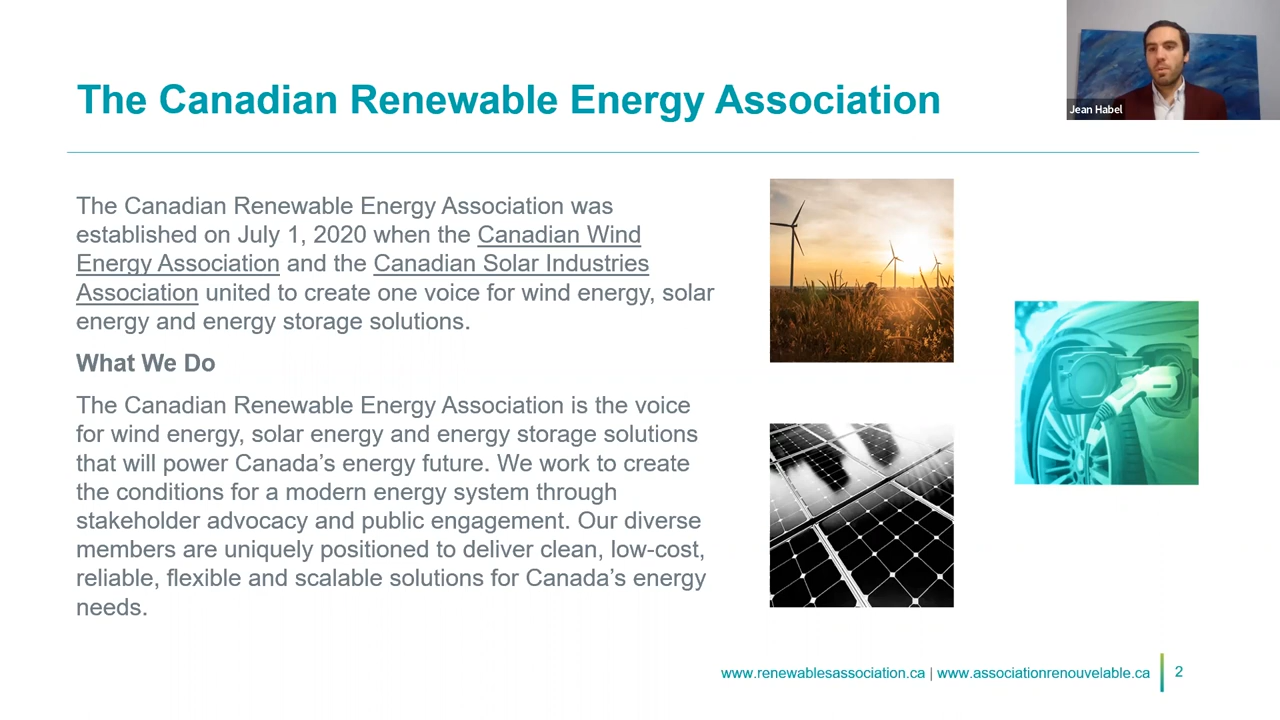 The Canadian Renewable Energy Association
Jean Habel
The Canadian Renewable Energy Association was
established on July 1, 2020 when the Canadian Wind
Energy Association and the Canadian Solar Industries
Association united to create one voice for wind energy, solar
energy and energy storage solutions.
What We Do
The Canadian Renewable Energy Association is the voice
for wind energy, solar energy and energy storage solutions
that will power Canada’s energy future. We work to create
the conditions for a modern energy system through
stakeholder advocacy and public engagement. Our diverse
members are uniquely positioned to deliver clean, low-cost,
reliable, flexible and scalable solutions for Canada’s energy
needs.
www.renewablesassociation.ca | www.associationrenouvelable.ca
2